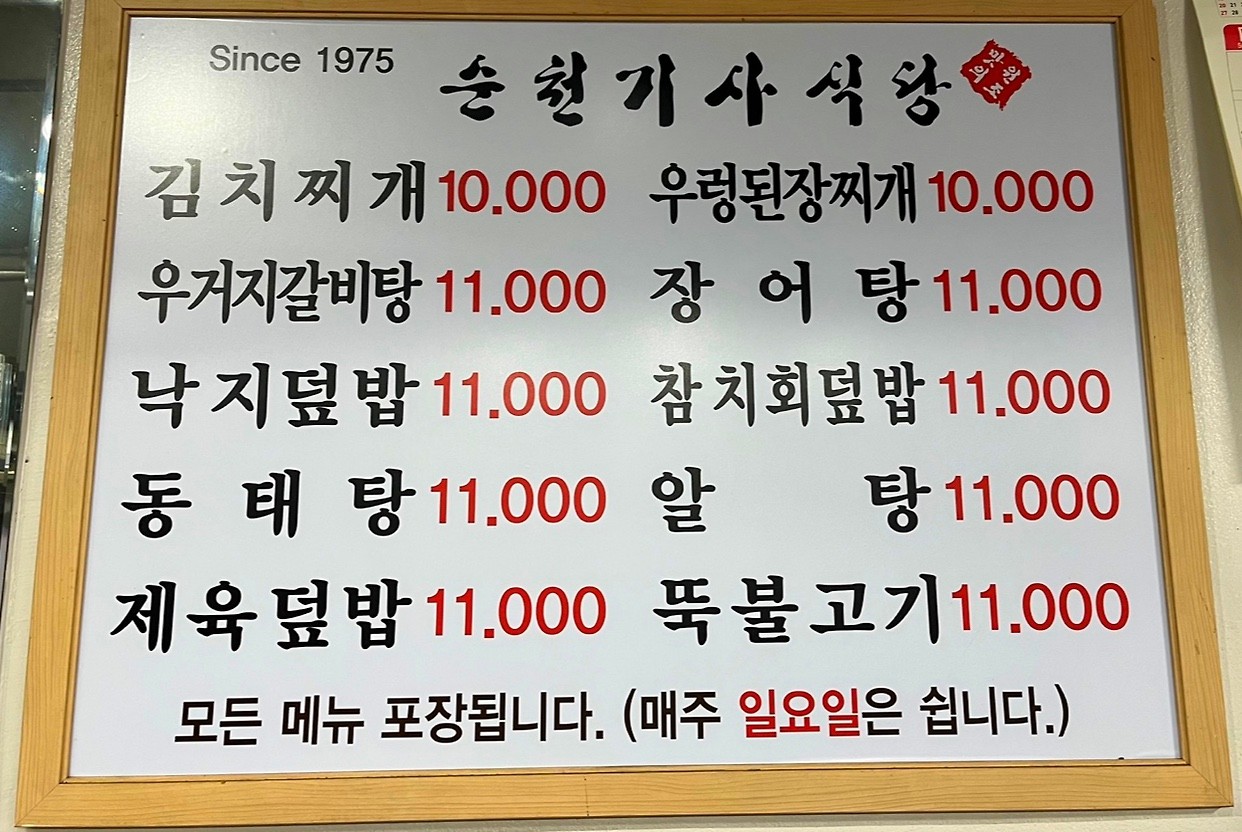 Since 1975 순천기사식당 맛의 원조
김치찌개 10.000 우렁된장찌개 10.000
우거지갈비탕 11.000 장어탕 11.000
낙지덮밥 11.000 참치회덮밥 11.000
동태탕 11.000 알탕 11.000
제육덮밥 11.000 뚝불고기 11.000
모든 메뉴 포장됩니다. (매주 일요일은 쉽니다.)